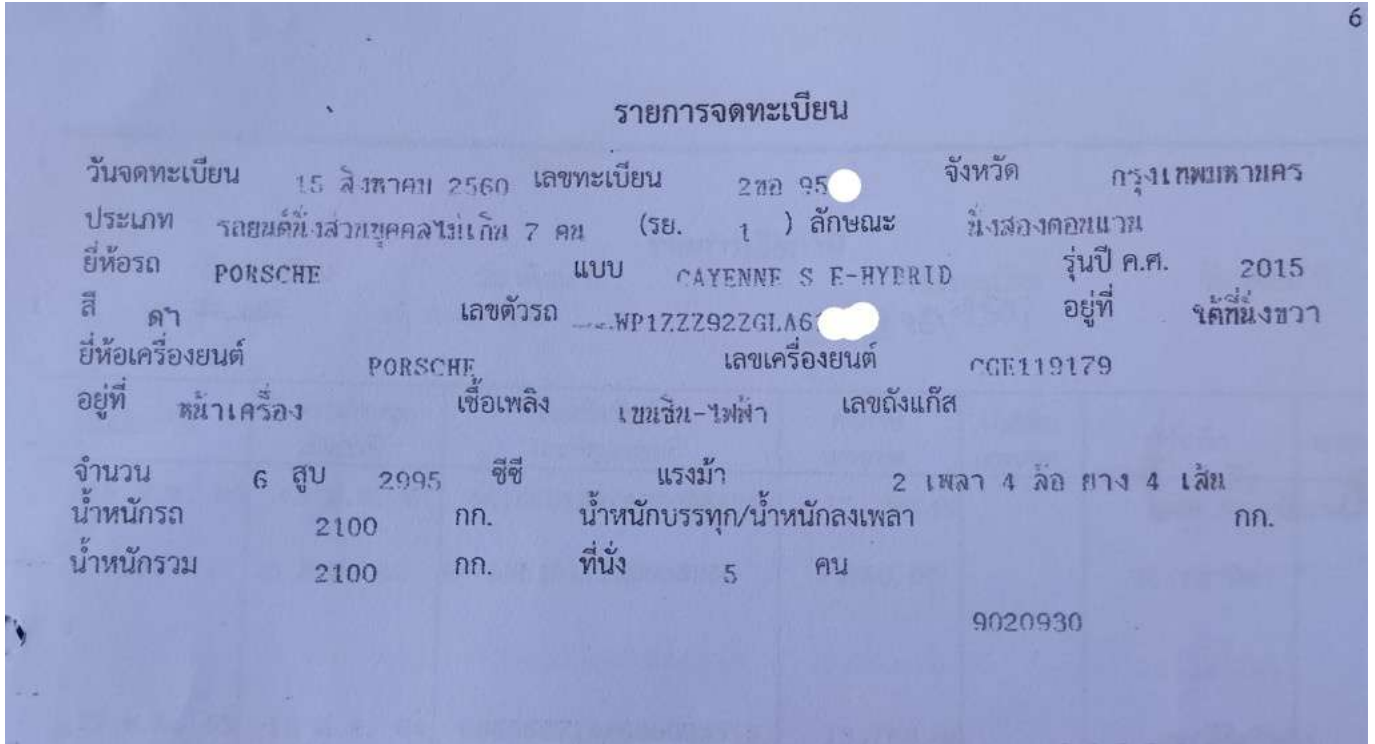 6
รายการจดทะเบียน
วันจดทะเบียน 15 สิงหาคม 2560 เลขทะเบียน 2ขอ 95 จังหวัด กรุงเทพมหานคร
ประเภท รถยนต์นั่งส่วนบุคคลไม่เกิน 7 คน (รย. 1 ) ลักษณะ นั่งสองตอนแวน
ยี่ห้อรถ PORSCHE แบบ CAYENNE S E-HYBRID รุ่นปี ค.ศ. 2015
สี ดำ เลขตัวรถ WP1ZZZ92ZGLA6 อยู่ที่ ใต้ที่นั่งขวา
ยี่ห้อเครื่องยนต์ PORSCHE เลขเครื่องยนต์ CGE119179
อยู่ที่ หน้าเครื่อง เชื้อเพลิง เบนซิน-ไฟฟ้า เลขถังแก๊ส
จำนวน 6 สูบ 2995 ซีซี แรงม้า 2 เพลา 4 ล้อ ยาง 4 เส้น
น้ำหนักรถ 2100 กก. น้ำหนักบรรทุก/น้ำหนักลงเพลา กก.
น้ำหนักรวม 2100 กก. ที่นั่ง 5 คน
9020930